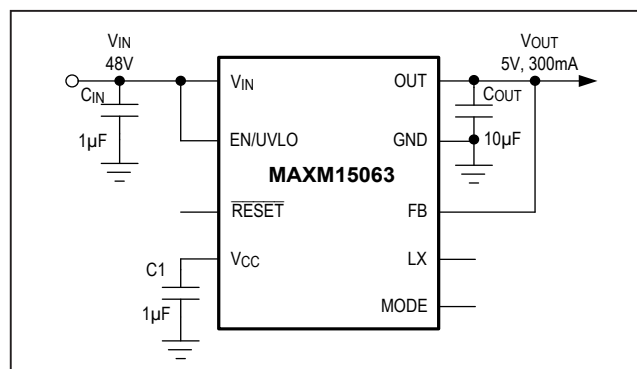 VIN
48V
CIN
1µF
VIN
EN/UVLO
RESET
VCC
C1
1µF
MAXM15063
OUT
GND
FB
LX
MODE
COUT
10µF
VOUT
5V, 300mA